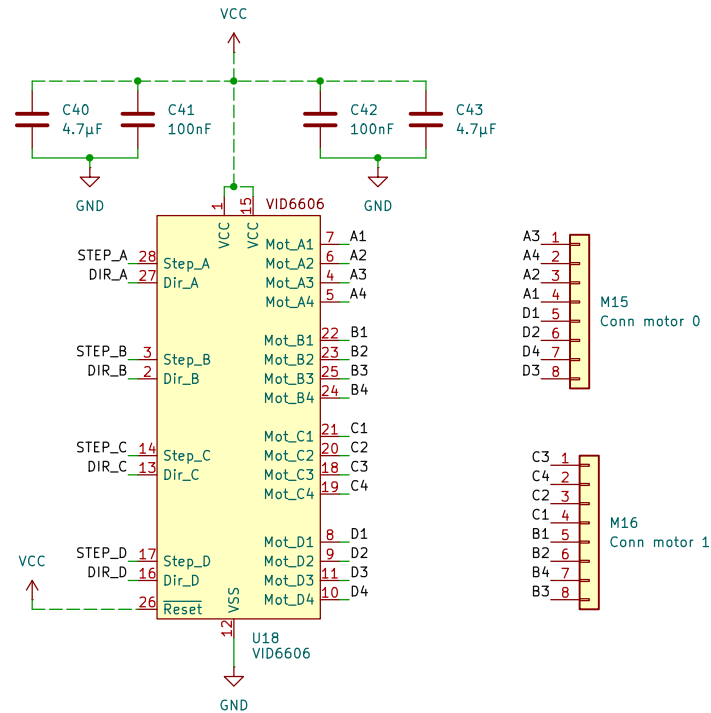 VCC
C40
4.7µF
C41
100nF
C42
100nF
C43
4.7µF
GND
GND
VID6606
1
15
VCC
VCC
STEP_A
28
Step_A
DIR_A
27
Dir_A
STEP_B
3
Step_B
DIR_B
2
Dir_B
STEP_C
14
Step_C
DIR_C
13
Dir_C
STEP_D
17
Step_D
DIR_D
16
Dir_D
VCC
26
Reset
Mot_A1
7
A1
Mot_A2
6
A2
Mot_A3
4
A3
Mot_A4
5
A4
Mot_B1
22
B1
Mot_B2
23
B2
Mot_B3
25
B3
Mot_B4
24
B4
Mot_C1
21
C1
Mot_C2
20
C2
Mot_C3
18
C3
Mot_C4
19
C4
Mot_D1
8
D1
Mot_D2
9
D2
Mot_D3
11
D3
Mot_D4
10
D4
VSS
12
U18
VID6606
GND
A3 1
A4 2
A2 3
A1 4
D1 5
D2 6
D4 7
D3 8
M15
Conn motor 0
C3 1
C4 2
C2 3
C1 4
B1 5
B2 6
B4 7
B3 8
M16
Conn motor 1